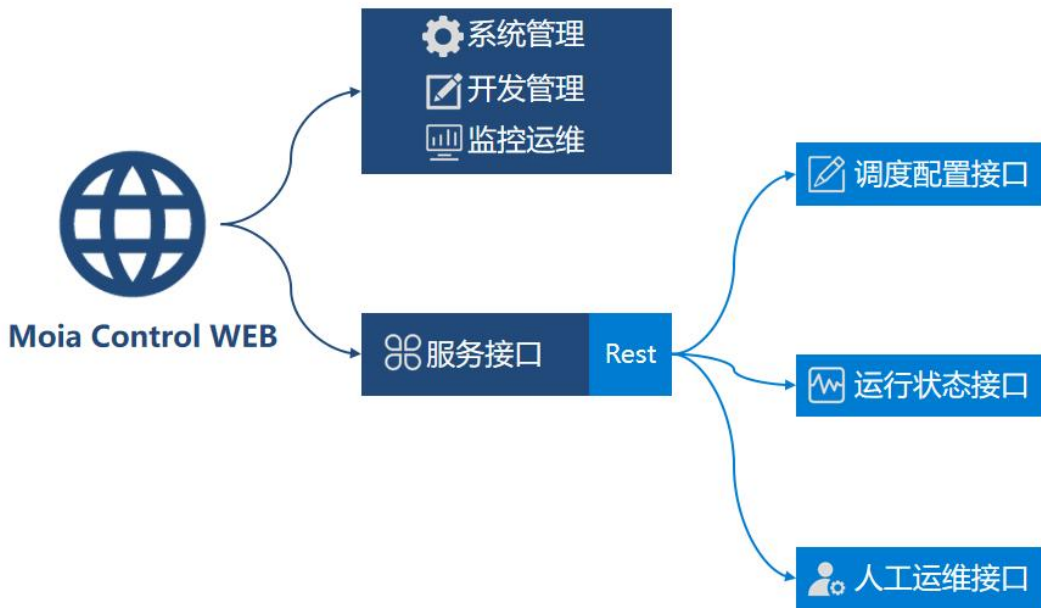 系统管理
开发管理
监控运维
Moia Control WEB
服务接口
Rest
调度配置接口
运行状态接口
人工运维接口